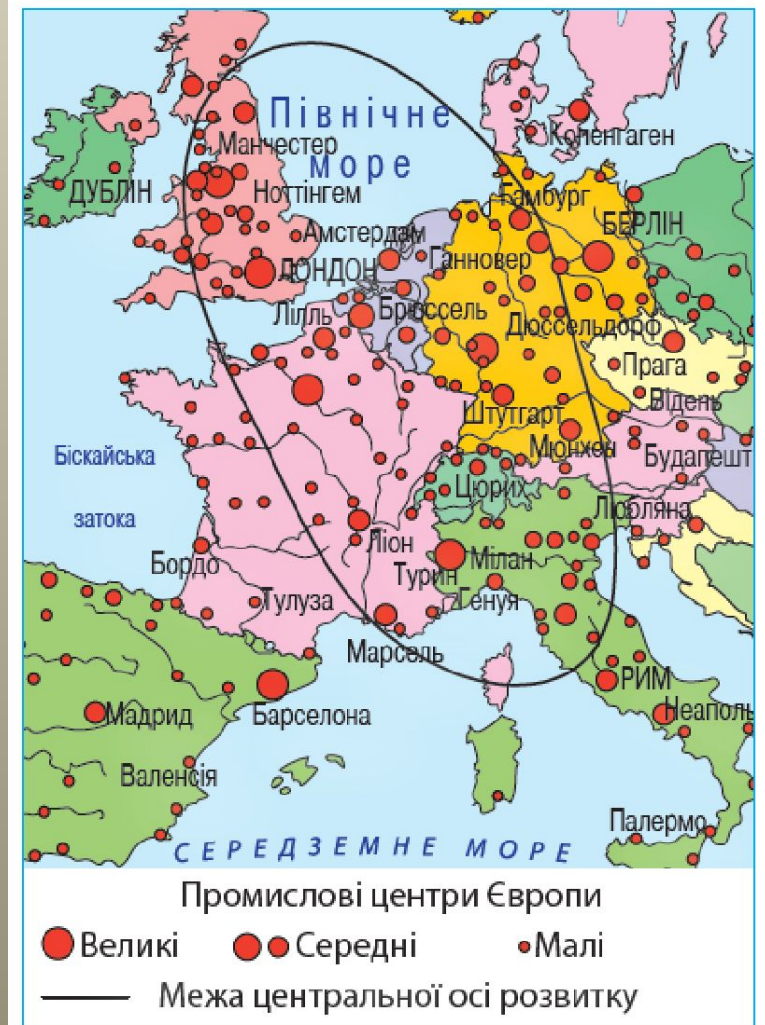 Північне
море
Копенгаген
Манчестер
ДУБЛІН
Ноттінгем
Гамбург
Амстердам
БЕРЛІН
Ганновер
ЛОНДОН
Лілль
Брюссель
Дюссельдорф
Прага
Відень
Штутгарт
Мюнхен
Будапешт
Біскайська
затока
Цюрих
Любляна
Ліон
Мілан
Бордо
Турин
Тулуза
Генуя
Марсель
РИМ
Мадрид
Барселона
Неаполь
Валенсія
Палермо
СЕРЕДЗЕМНЕ МОРЕ
Промислові центри Європи
Великі Середні Малі
Межа центральної осі розвитку